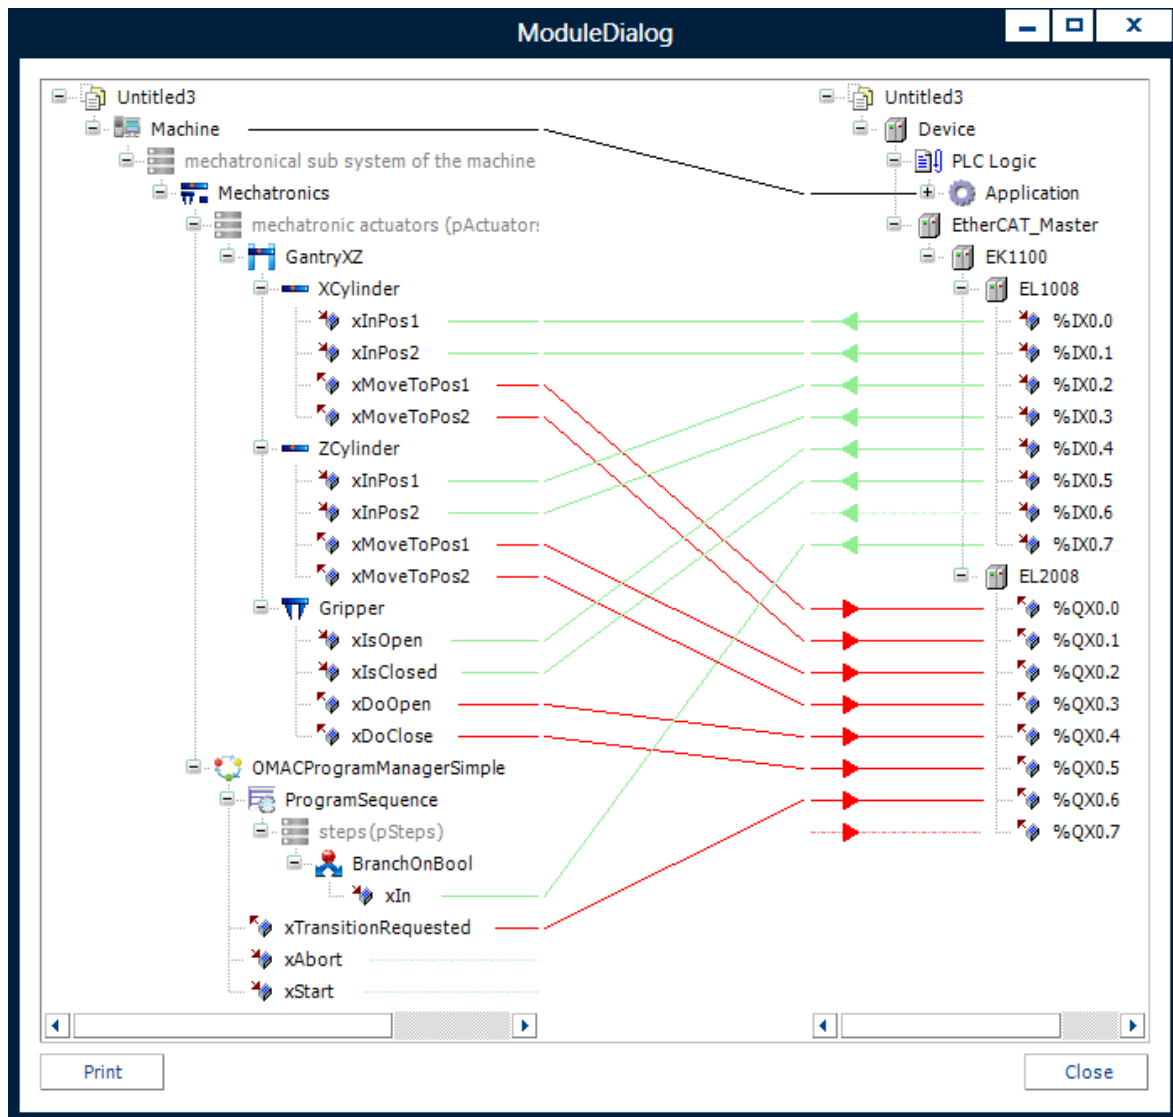 ModuleDialog
Untitled3
Machine
mechatronical sub system of the machine
Mechatronics
mechatronic actuators (pActuator:
GantryXZ
XCylinder
xInPos1
xInPos2
xMoveToPos1
xMoveToPos2
ZCylinder
xInPos1
xInPos2
xMoveToPos1
xMoveToPos2
Gripper
xIsOpen
xIsClosed
xDoOpen
xDoClose
OMACProgramManagerSimple
ProgramSequence
steps(pSteps)
BranchOnBool
xIn
xTransitionRequested
xAbort
xStart
Untitled3
Device
PLC Logic
Application
EtherCAT_Master
EK1100
EL1008
%IX0.0
%IX0.1
%IX0.2
%IX0.3
%IX0.4
%IX0.5
%IX0.6
%IX0.7
EL2008
%QX0.0
%QX0.1
%QX0.2
%QX0.3
%QX0.4
%QX0.5
%QX0.6
%QX0.7
Print
Close